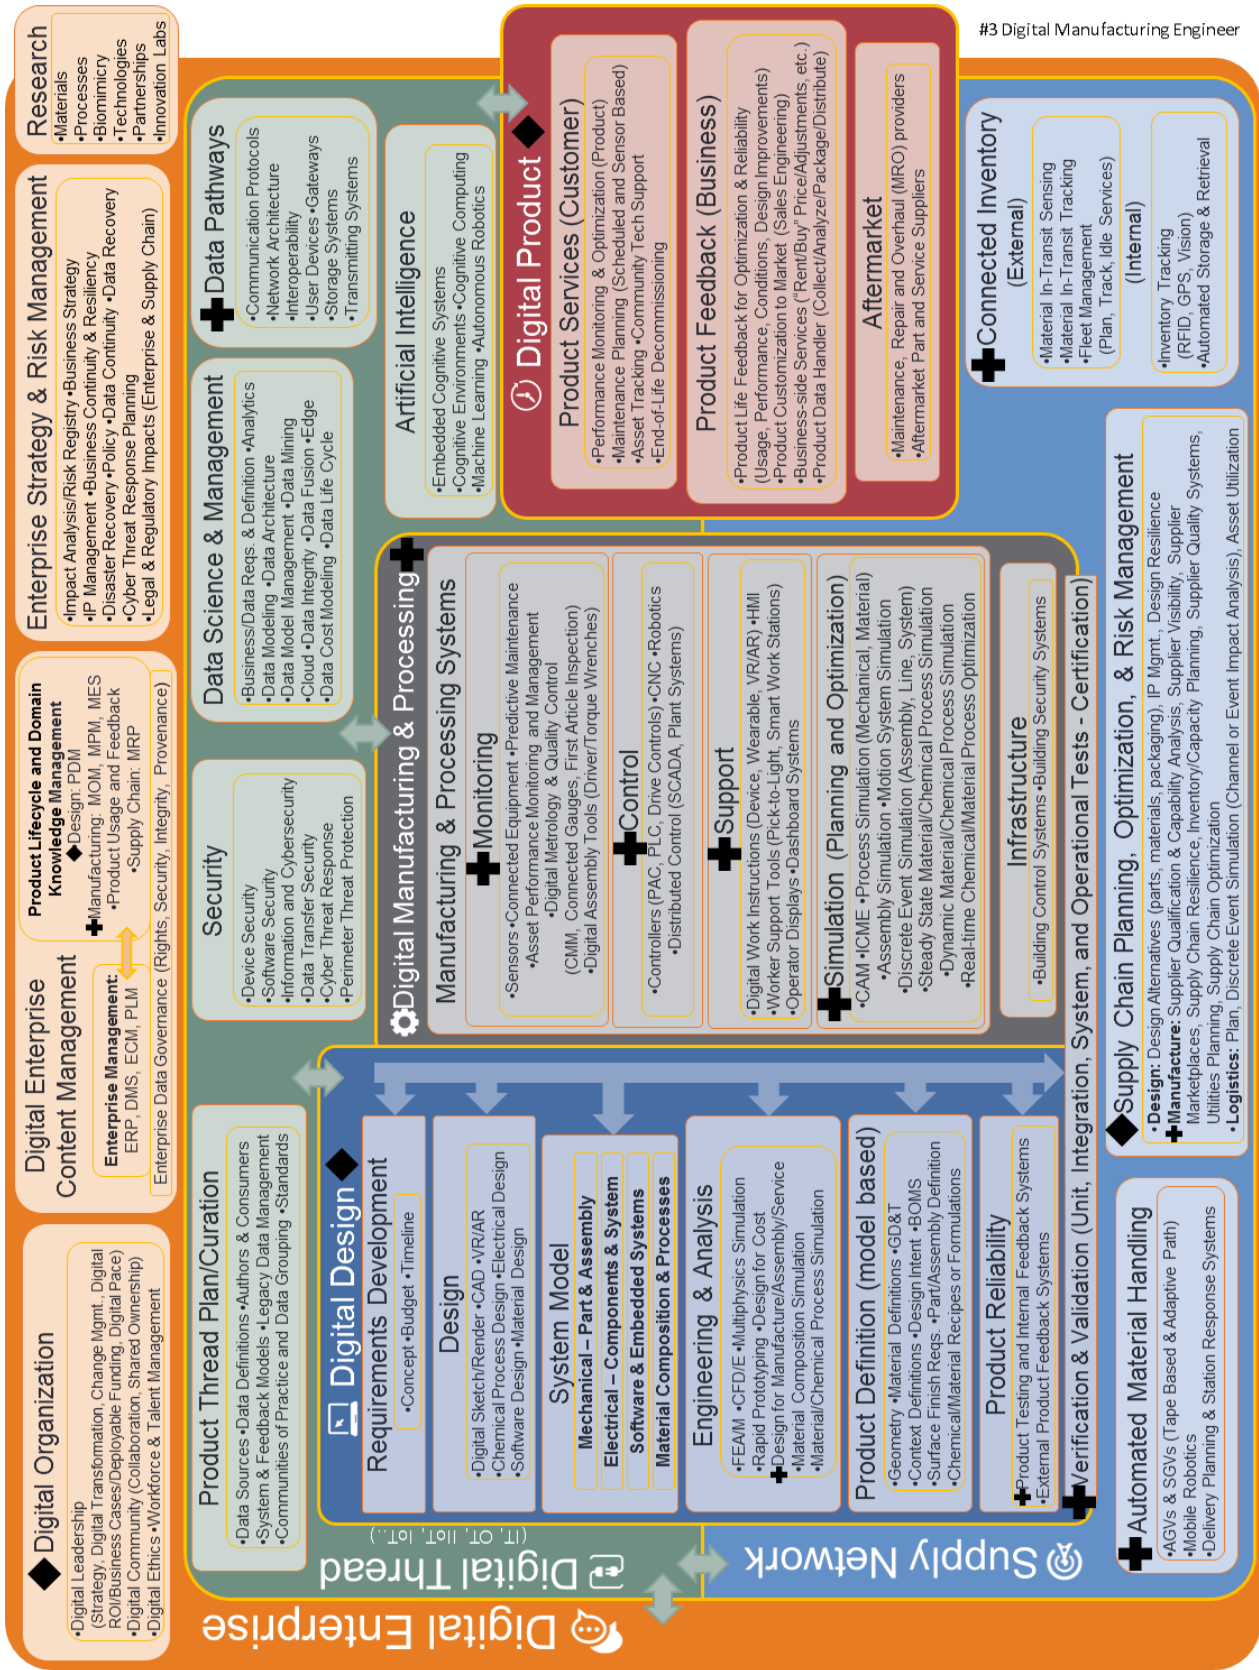 #3 Digital Manufacturing Engineer
Digital Enterprise
Digital Organization
•Digital Leadership
(Strategy, Digital Transformation, Change Mgmt., Digital
ROI/Business Cases/Deployable Funding, Digital Pace)
•Digital Community (Collaboration, Shared Ownership)
•Digital Ethics •Workforce & Talent Management
Digital Enterprise
Content Management
Enterprise Management:
ERP, DMS, ECM, PLM
Product Lifecycle and Domain
Knowledge Management
Design: PDM
Manufacturing: MOM, MPM, MES
•Product Usage and Feedback
•Supply Chain: MRP
Enterprise Data Governance (Rights, Security, Integrity, Provenance)
Enterprise Strategy & Risk Management
•Impact Analysis/Risk Registry •Business Strategy
•IP Management •Business Continuity & Resiliency
•Disaster Recovery •Policy •Data Continuity •Data Recovery
•Cyber Threat Response Planning
•Legal & Regulatory Impacts (Enterprise & Supply Chain)
Research
•Materials
•Processes
•Biomimicry
•Technologies
•Partnerships
•Innovation Labs
Digital Thread
(IT, OT, IIoT, IoT..)
Product Thread Plan/Curation
•Data Sources •Data Definitions •Authors & Consumers
•System & Feedback Models •Legacy Data Management
•Communities of Practice and Data Grouping •Standards
Security
•Device Security
•Software Security
•Information and Cybersecurity
•Data Transfer Security
•Cyber Threat Response
•Perimeter Threat Protection
Data Science & Management
•Business/Data Reqs. & Definition •Analytics
•Data Modeling •Data Architecture
•Data Model Management •Data Mining
•Cloud •Data Integrity •Data Fusion •Edge
•Data Cost Modeling •Data Life Cycle
Data Pathways
•Communication Protocols
•Network Architecture
•Interoperability
•User Devices •Gateways
•Storage Systems
•Transmitting Systems
Artificial Intelligence
•Embedded Cognitive Systems
•Cognitive Environments •Cognitive Computing
•Machine Learning •Autonomous Robotics
Digital Design
Requirements Development
•Concept •Budget •Timeline
Design
•Digital Sketch/Render •CAD •VR/AR
•Chemical Process Design •Electrical Design
•Software Design •Material Design
System Model
Mechanical – Part & Assembly
Electrical – Components & System
Software & Embedded Systems
Material Composition & Processes
Engineering & Analysis
•FEA/M •CFD/E •Multiphysics Simulation
•Rapid Prototyping •Design for Cost
•Design for Manufacture/Assembly/Service
•Material Composition Simulation
•Material/Chemical Process Simulation
Product Definition (model based)
•Geometry •Material Definitions •GD&T
•Context Definitions •Design Intent •BOMS
•Surface Finish Reqs. •Part/Assembly Definition
•Chemical/Material Recipes or Formulations
Product Reliability
•Product Testing and Internal Feedback Systems
•External Product Feedback Systems
Digital Manufacturing & Processing
Manufacturing & Processing Systems
Monitoring
•Sensors •Connected Equipment •Predictive Maintenance
•Asset Performance Monitoring and Management
•Digital Metrology & Quality Control
(CMM, Connected Gauges, First Article Inspection)
•Digital Assembly Tools (Driver/Torque Wrenches)
Control
•Controllers (PAC, PLC, Drive Controls) •CNC •Robotics
•Distributed Control (SCADA, Plant Systems)
Support
•Digital Work Instructions (Device, Wearable, VR/AR) •HMI
•Worker Support Tools (Pick-to-Light, Smart Work Stations)
•Operator Displays •Dashboard Systems
Simulation (Planning and Optimization)
•CAM •ICME •Process Simulation (Mechanical, Material)
•Assembly Simulation •Motion System Simulation
•Discrete Event Simulation (Assembly, Line, System)
•Steady State Material/Chemical Process Simulation
•Dynamic Material/Chemical Process Simulation
•Real-time Chemical/Material Process Optimization
Infrastructure
•Building Control Systems •Building Security Systems
Digital Product
Product Services (Customer)
•Performance Monitoring & Optimization (Product)
•Maintenance Planning (Scheduled and Sensor Based)
•Asset Tracking •Community Tech Support
•End-of-Life Decommissioning
Product Feedback (Business)
•Product Life Feedback for Optimization & Reliability
(Usage, Performance, Conditions, Design Improvements)
•Product Customization to Market (Sales Engineering)
•Business-side Services ("Rent/Buy" Price/Adjustments, etc.)
•Product Data Handler (Collect/Analyze/Package/Distribute)
Aftermarket
•Maintenance, Repair and Overhaul (MRO) providers
•Aftermarket Part and Service Suppliers
Verification & Validation (Unit, Integration, System, and Operational Tests - Certification)
Supply Network
Automated Material Handling
•AGVs & SGVs (Tape Based & Adaptive Path)
•Mobile Robotics
•Delivery Planning & Station Response Systems
Supply Chain Planning, Optimization, & Risk Management
•Design: Design Alternatives (parts, materials, packaging), IP Mgmt., Design Resilience
•Manufacture: Supplier Qualification & Capability Analysis, Supplier Visibility, Supplier
Marketplaces, Supply Chain Resilience, Inventory/Capacity Planning, Supplier Quality Systems,
Utilities Planning, Supply Chain Optimization
•Logistics: Plan, Discrete Event Simulation (Channel or Event Impact Analysis), Asset Utilization
Connected Inventory
(External)
•Material In-Transit Sensing
•Material In-Transit Tracking
•Fleet Management
(Plan, Track, Idle Services)
(Internal)
•Inventory Tracking
(RFID, GPS, Vision)
•Automated Storage & Retrieval